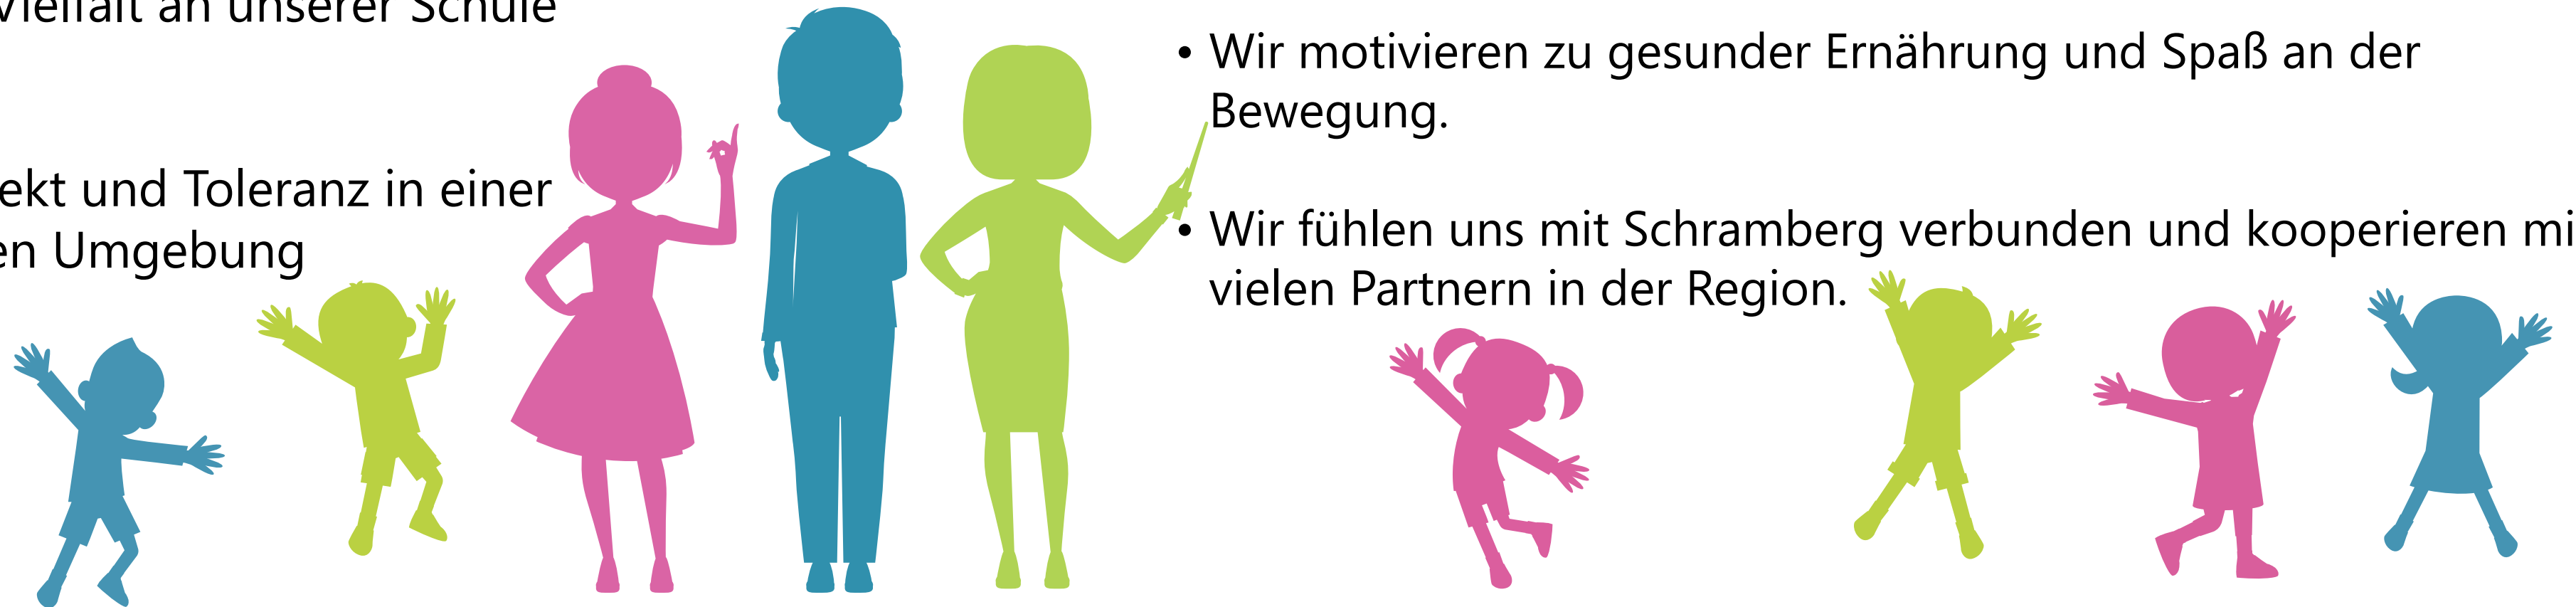 Vielfalt an unserer Schule
ekt und Toleranz in einer
en Umgebung
• Wir motivieren zu gesunder Ernährung und Spaß an der
Bewegung.
• Wir fühlen uns mit Schramberg verbunden und kooperieren mi
vielen Partnern in der Region.